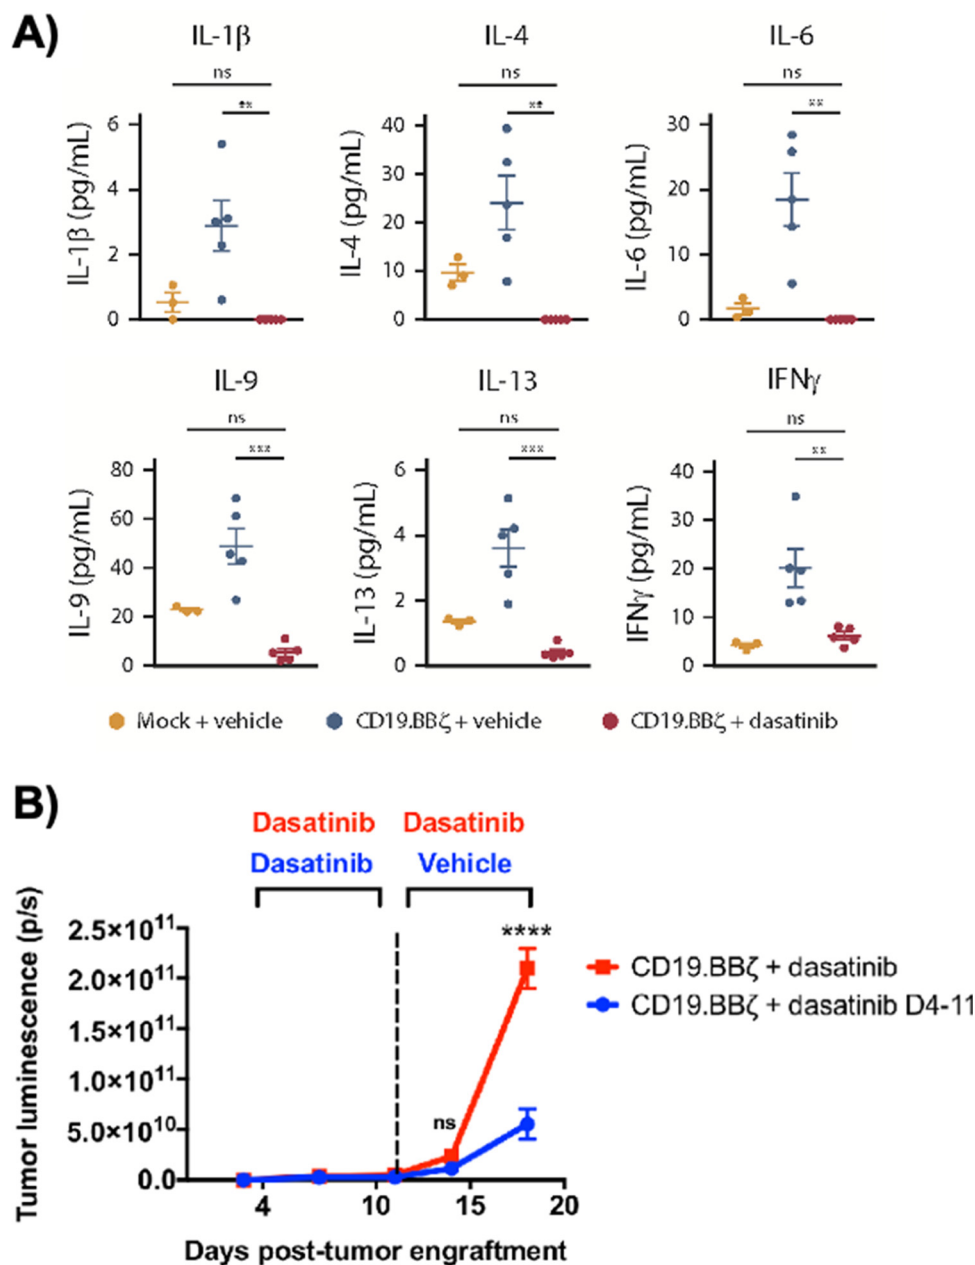 A)
IL-1β
IL-4
IL-6
ns
ns
ns
**
**
**
IL-1β (pg/mL)
6
4
2
0
IL-4 (pg/mL)
40
30
20
10
0
IL-6 (pg/mL)
30
20
10
0
IL-9
IL-13
IFNγ
ns
ns
ns
***
***
**
IL-9 (pg/mL)
80
60
40
20
0
IL-13 (pg/mL)
6
4
2
0
IFNγ (pg/mL)
40
30
20
10
0
Mock + vehicle
CD19.BBζ + vehicle
CD19.BBζ + dasatinib
B)
Dasatinib Dasatinib
Dasatinib Vehicle
Tumor luminescence (p/s)
2.5×10¹¹
2.0×10¹¹
1.5×10¹¹
1.0×10¹¹
5.0×10¹⁰
0.0
****
ns
CD19.BBζ + dasatinib
CD19.BBζ + dasatinib D4-11
4 10 15 20
Days post-tumor engraftment